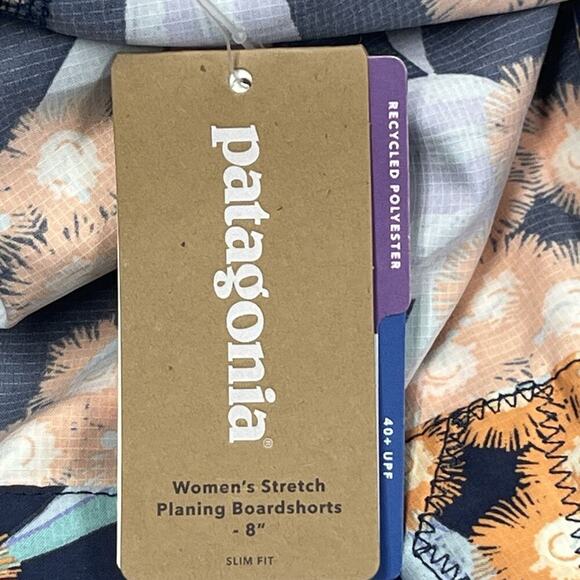 patagonia®
Women's Stretch
Planing Boardshorts
- 8"
SLIM FIT
RECYCLED POLYESTER
40+ UPF